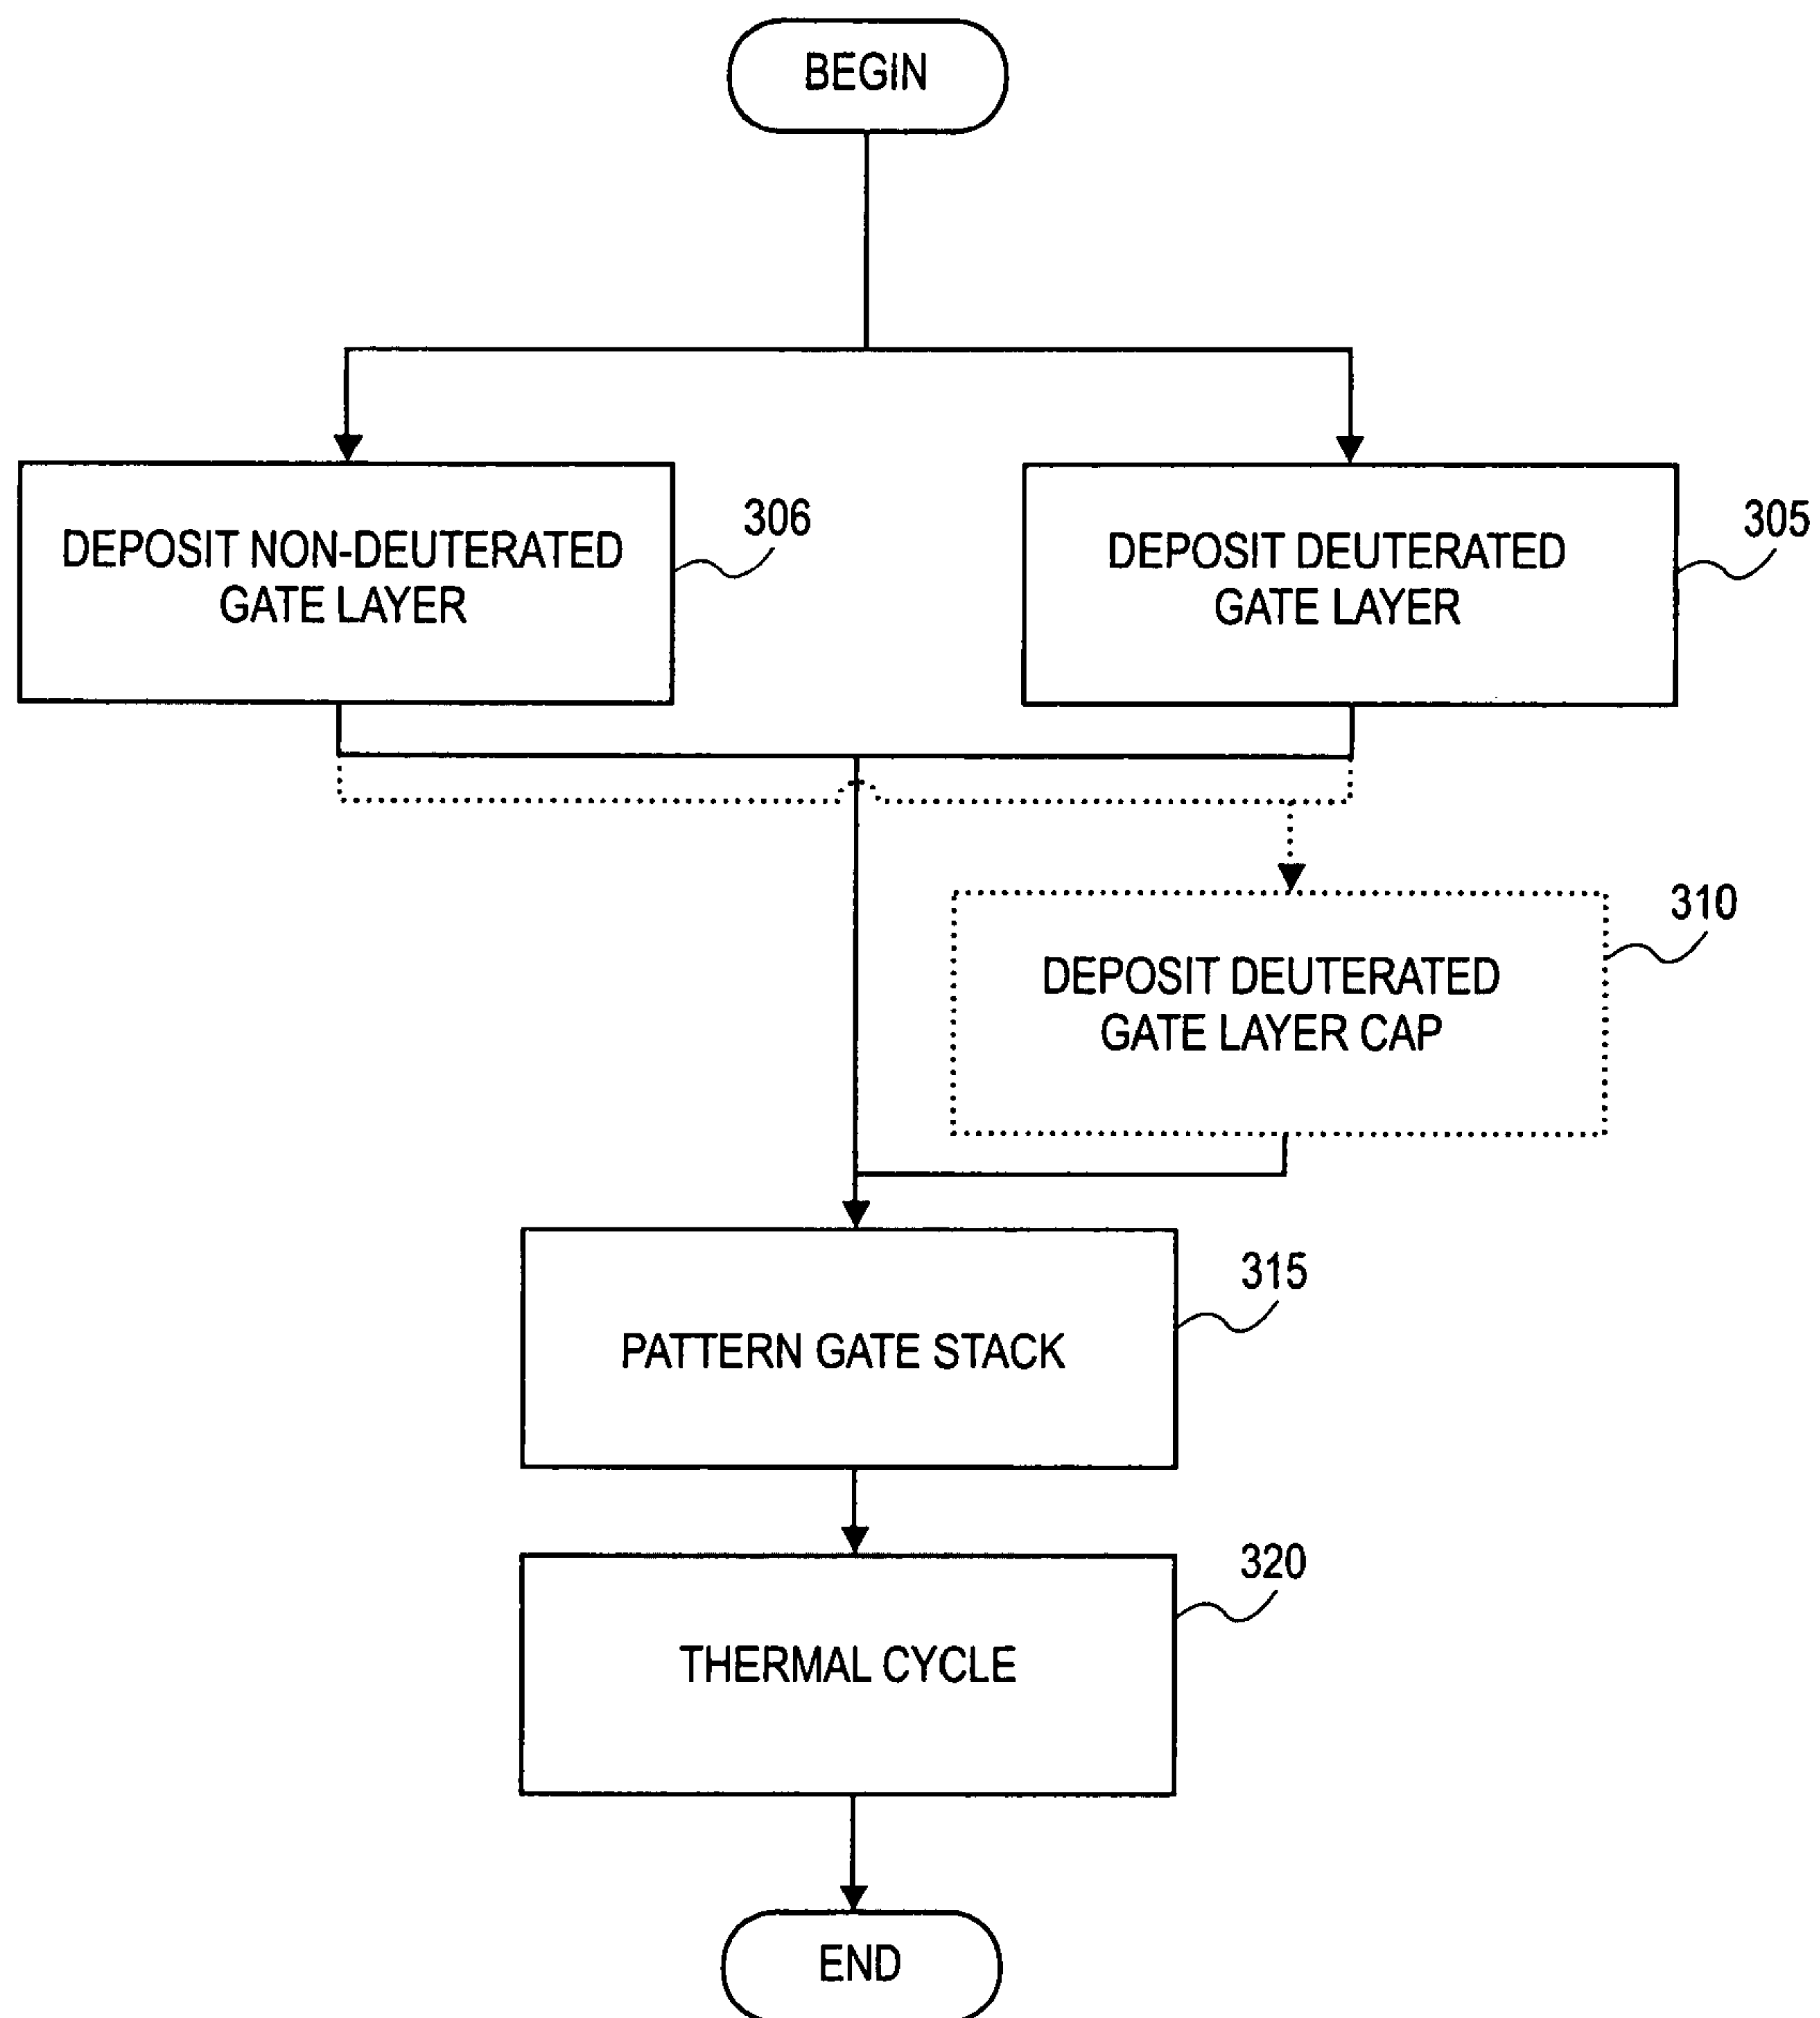 BEGIN
DEPOSIT NON-DEUTERATED
GATE LAYER
306
DEPOSIT DEUTERATED
GATE LAYER
305
DEPOSIT DEUTERATED
GATE LAYER CAP
310
PATTERN GATE STACK
315
THERMAL CYCLE
320
END